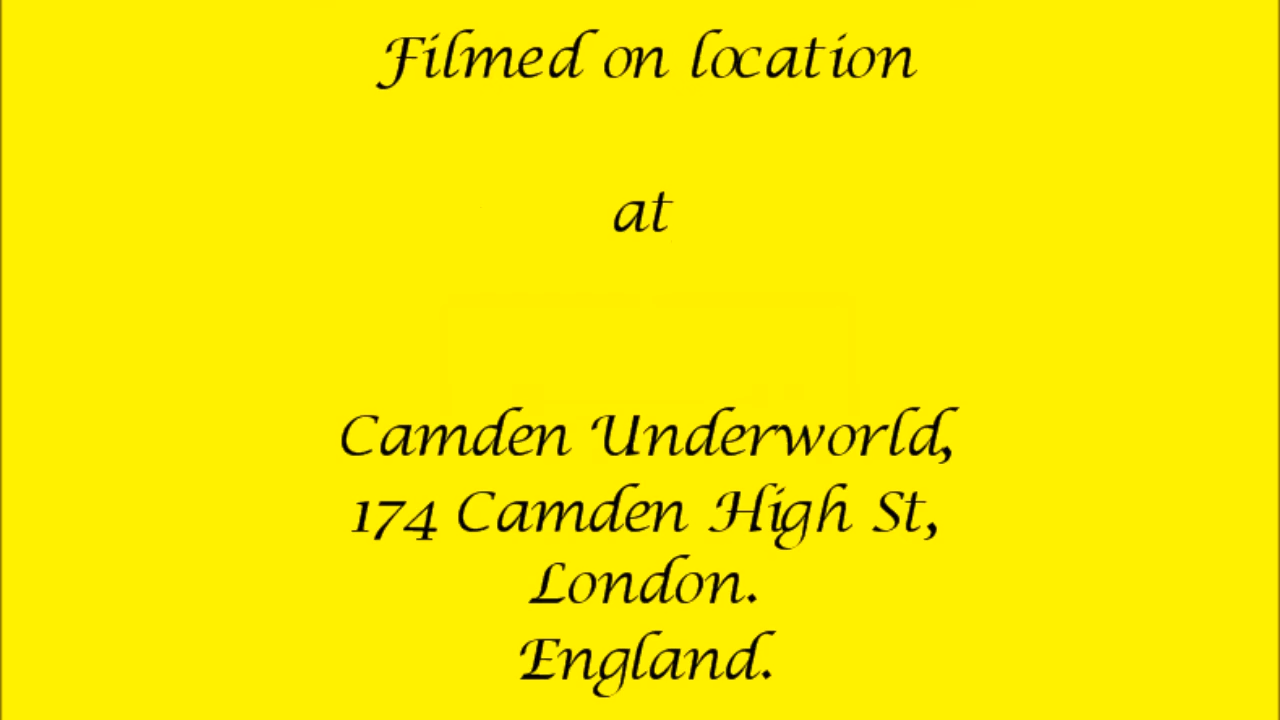 Filmed on location
at
Camden Underworld,
174 Camden High St,
London.
England.